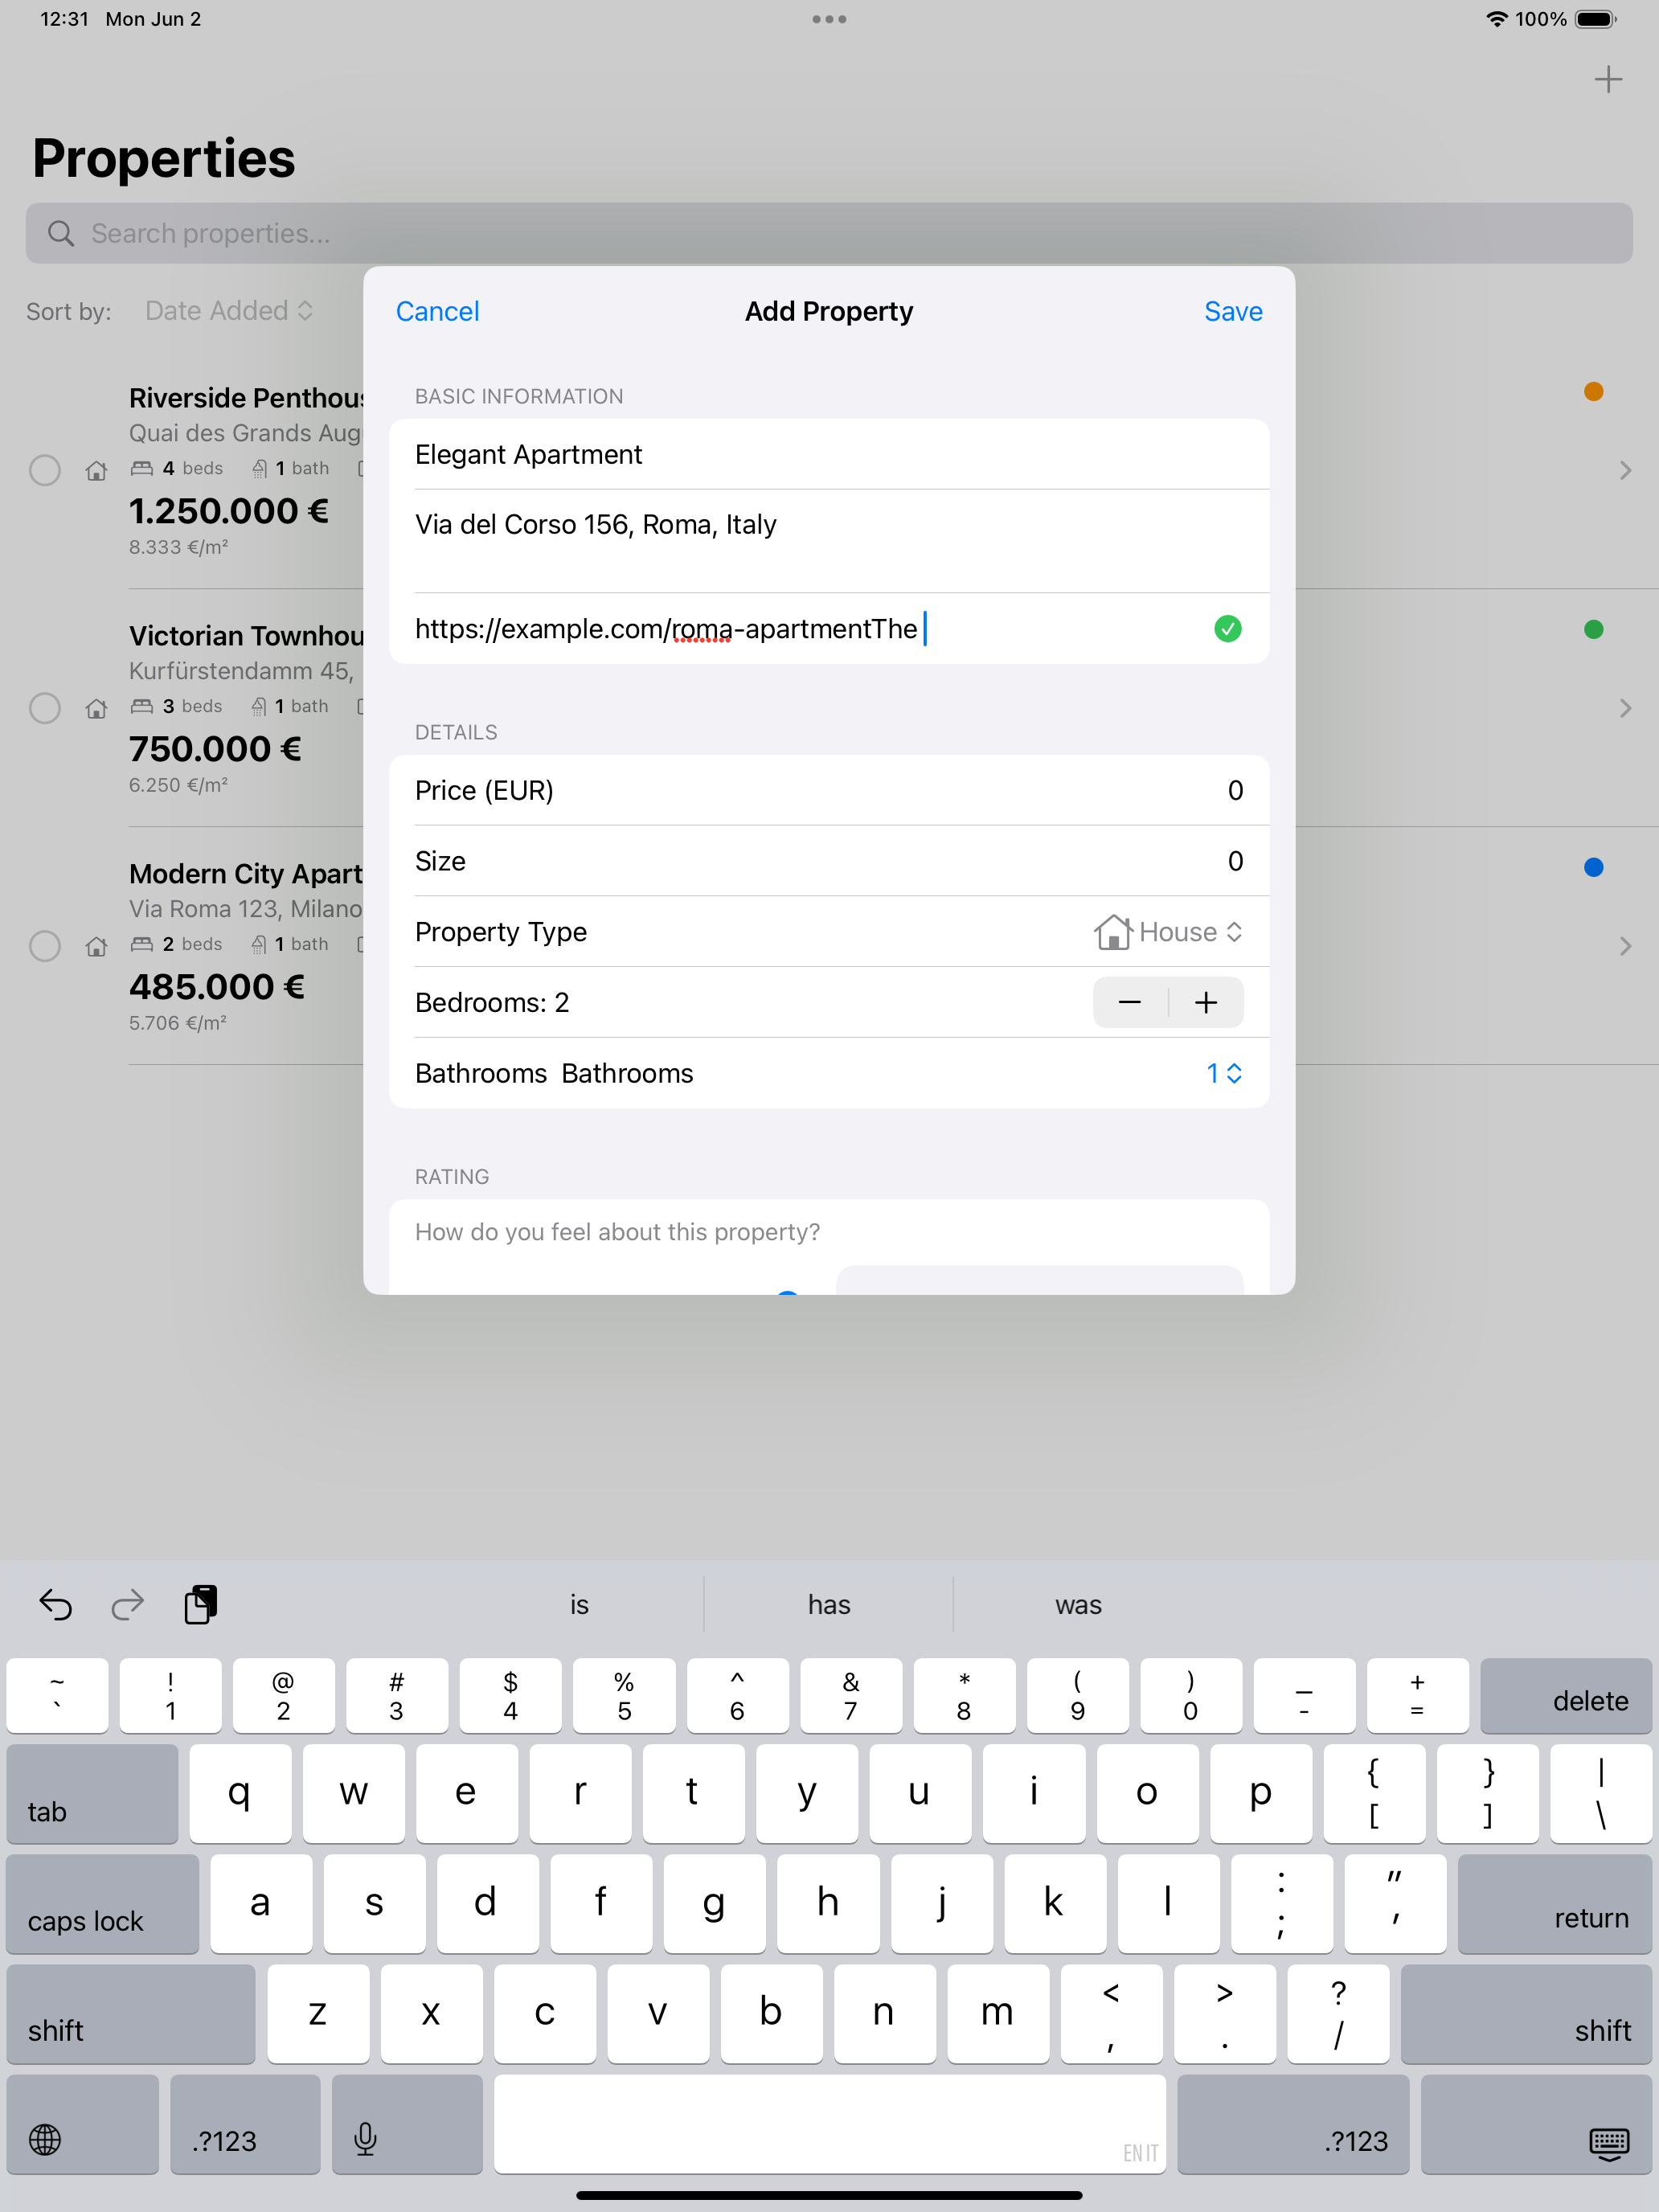 12:31 Mon Jun 2
100%
Properties
Search properties...
Sort by: Date Added
Cancel
Add Property
Save
Riverside Penthous
Quai des Grands Aug
4 beds 1 bath
1.250.000 €
8.333 €/m²
Victorian Townhou
Kurfürstendamm 45,
3 beds 1 bath
750.000 €
6.250 €/m²
Modern City Apart
Via Roma 123, Milano
2 beds 1 bath
485.000 €
5.706 €/m²
BASIC INFORMATION
Elegant Apartment
Via del Corso 156, Roma, Italy
https://example.com/roma-apartmentThe
DETAILS
Price (EUR) 0
Size 0
Property Type House
Bedrooms: 2 − +
Bathrooms Bathrooms 1
RATING
How do you feel about this property?
is has was
~ ! @ # $ % ^ & * ( ) _ +
` 1 2 3 4 5 6 7 8 9 0 - = delete
tab q w e r t y u i o p { [ } ] | \
caps lock a s d f g h j k l : ; " ' return
shift z x c v b n m < , > . ? / shift
.?123 EN IT .?123